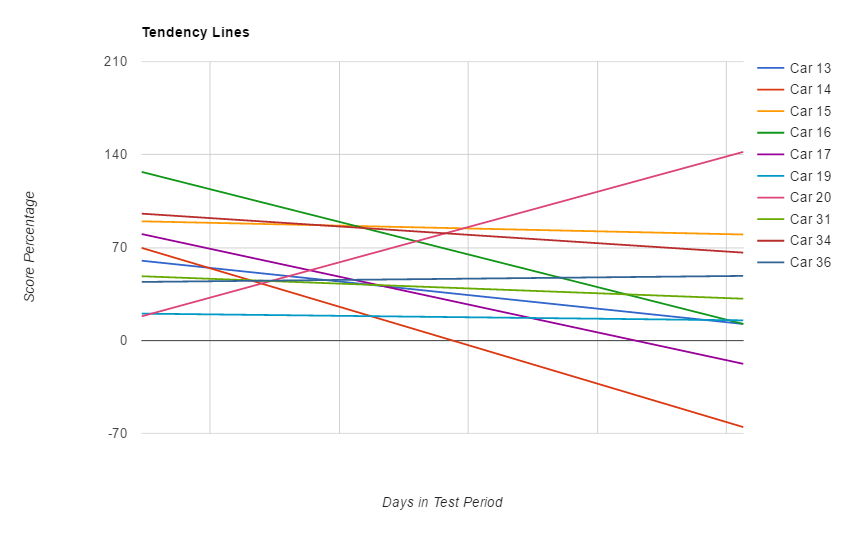 Tendency Lines
210
140
70
0
-70
Score Percentage
Days in Test Period
Car 13
Car 14
Car 15
Car 16
Car 17
Car 19
Car 20
Car 31
Car 34
Car 36